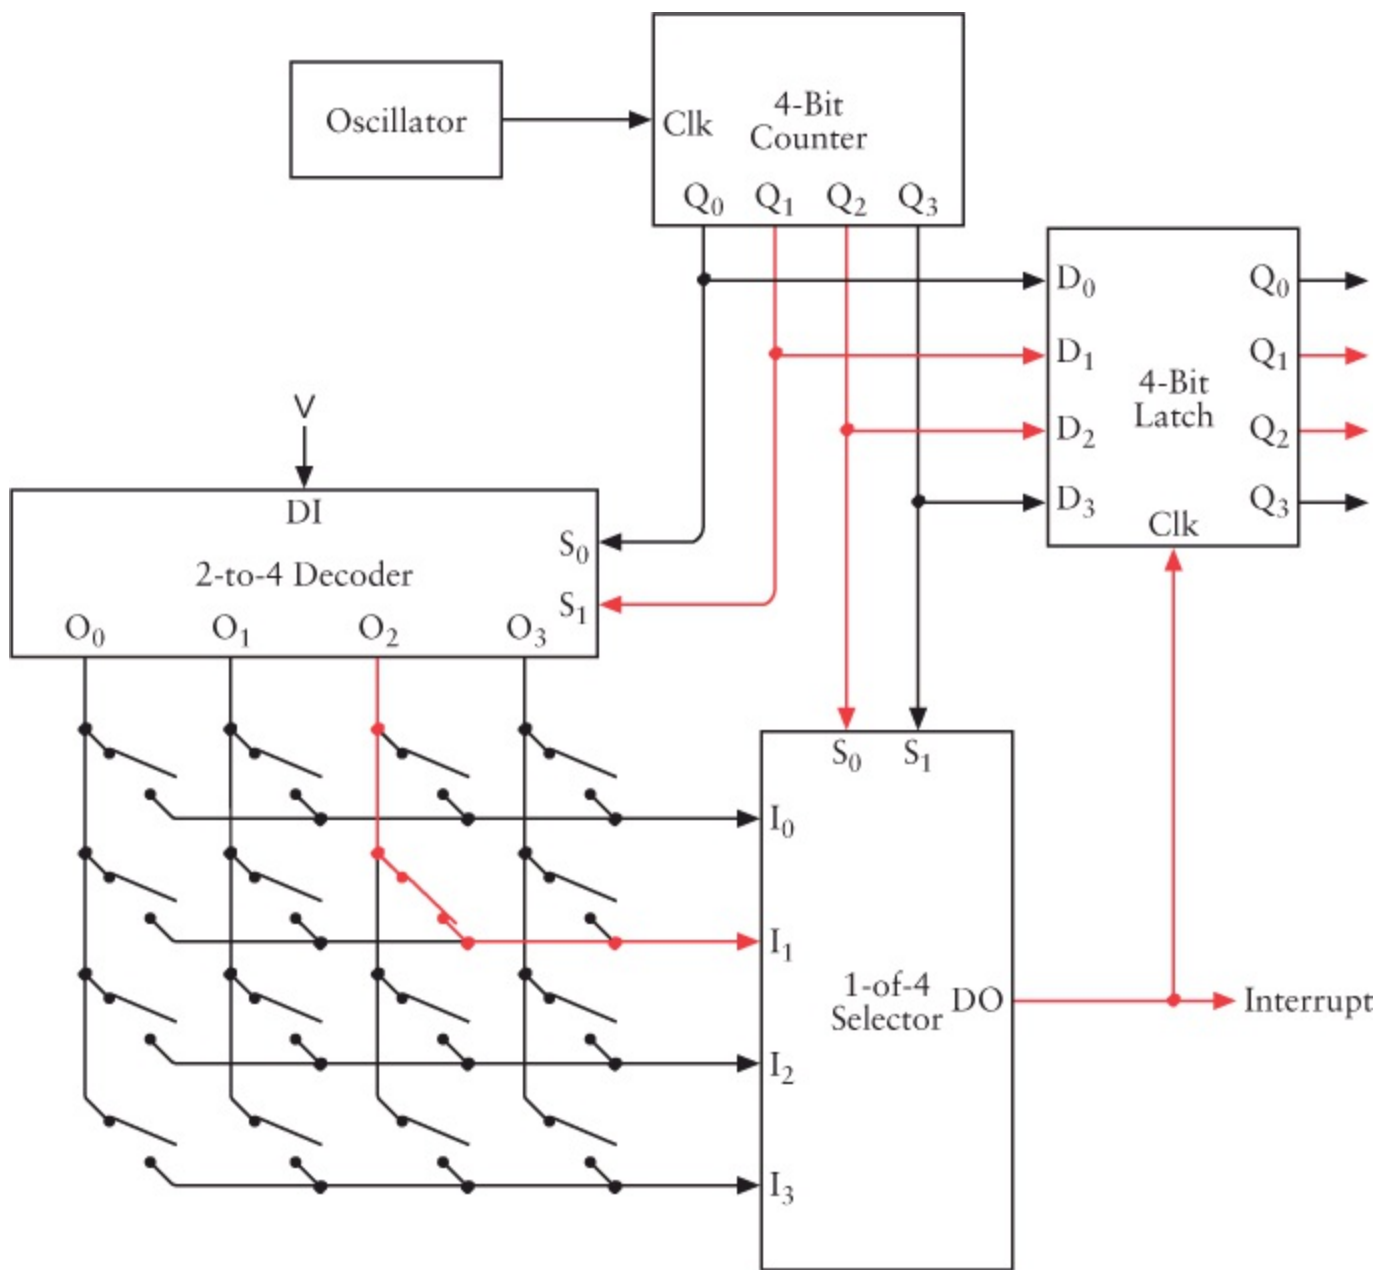 Oscillator
Clk
4-Bit
Counter
Q₀ Q₁ Q₂ Q₃
D₀
D₁
D₂
D₃
4-Bit
Latch
Clk
Q₀
Q₁
Q₂
Q₃
V
DI
2-to-4 Decoder
S₀
S₁
O₀ O₁ O₂ O₃
S₀ S₁
I₀
I₁
I₂
I₃
1-of-4
Selector
DO
Interrupt